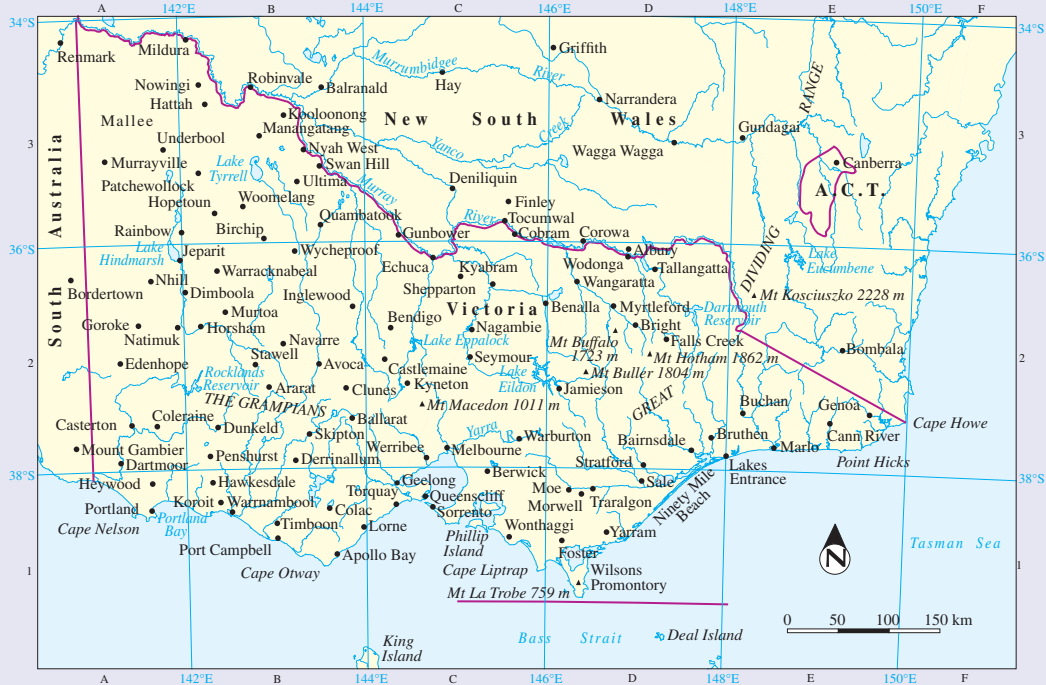 A 142°E B 144°E C 146°E D 148°E E 150°E F
34°S
34°S
Renmark
Mildura
Griffith
Murrumbidgee
River
Hay
Nowingi
Robinvale
Balranald
RANGE
Hattah
Narrandera
Mallee
Kooloonong
New South Wales
Manangatang
Creek
Gundagai
3
3
Underbool
Nyah West
Yanco
Wagga Wagga
Murrayville
Lake
Tyrrell
Swan Hill
Canberra
Patchewollock
Ultima
Murray
Deniliquin
A.C.T.
Hopetoun
Woomelang
Finley
Australia
Quambatook
River
Tocumwal
Rainbow
Birchip
Gunbower
Cobram
Corowa
36°S
36°S
Lake
Hindmarsh
Jeparit
Wycheproof
Albury
DIVIDING
Lake
Eucumbene
Echuca
Kyabram
Wodonga
Tallangatta
Warracknabeal
Nhill
Shepparton
Wangaratta
Bordertown
Dimboola
Inglewood
Mt Kosciuszko 2228 m
South
Victoria
Benalla
Myrtleford
Dartmouth
Reservoir
Murtoa
Bendigo
Goroke
Horsham
Nagambie
Bright
Natimuk
Navarre
Lake Eppalock
Mt Buffalo
1723 m
Falls Creek
Bombala
2
2
Stawell
Seymour
Mt Hotham 1862 m
Edenhope
Avoca
Castlemaine
Rocklands
Reservoir
Lake
Eildon
Mt Buller 1804 m
Ararat
Clunes
Kyneton
Jamieson
THE GRAMPIANS
Mt Macedon 1011 m
GREAT
Buchan
Genoa
Coleraine
Ballarat
Casterton
Dunkeld
Skipton
Yarra R.
Warburton
Bairnsdale
Bruthen
Cann River
Cape Howe
Mount Gambier
Werribee
Melbourne
Marlo
Dartmoor
Penshurst
Derrinallum
Berwick
Stratford
Lakes
Entrance
Point Hicks
38°S
38°S
Heywood
Hawkesdale
Geelong
Sale
Torquay
Moe
Portland
Koroit
Warrnambool
Queenscliff
Traralgon
Ninety Mile
Beach
Colac
Sorrento
Morwell
Cape Nelson
Portland
Bay
Timboon
Lorne
Wonthaggi
Yarram
Phillip
Island
Port Campbell
Apollo Bay
Foster
Tasman Sea
N
1
1
Cape Otway
Cape Liptrap
Wilsons
Promontory
Mt La Trobe 759 m
0 50 100 150 km
King
Island
Bass Strait
Deal Island
A 142°E B 144°E C 146°E D 148°E E 150°E F